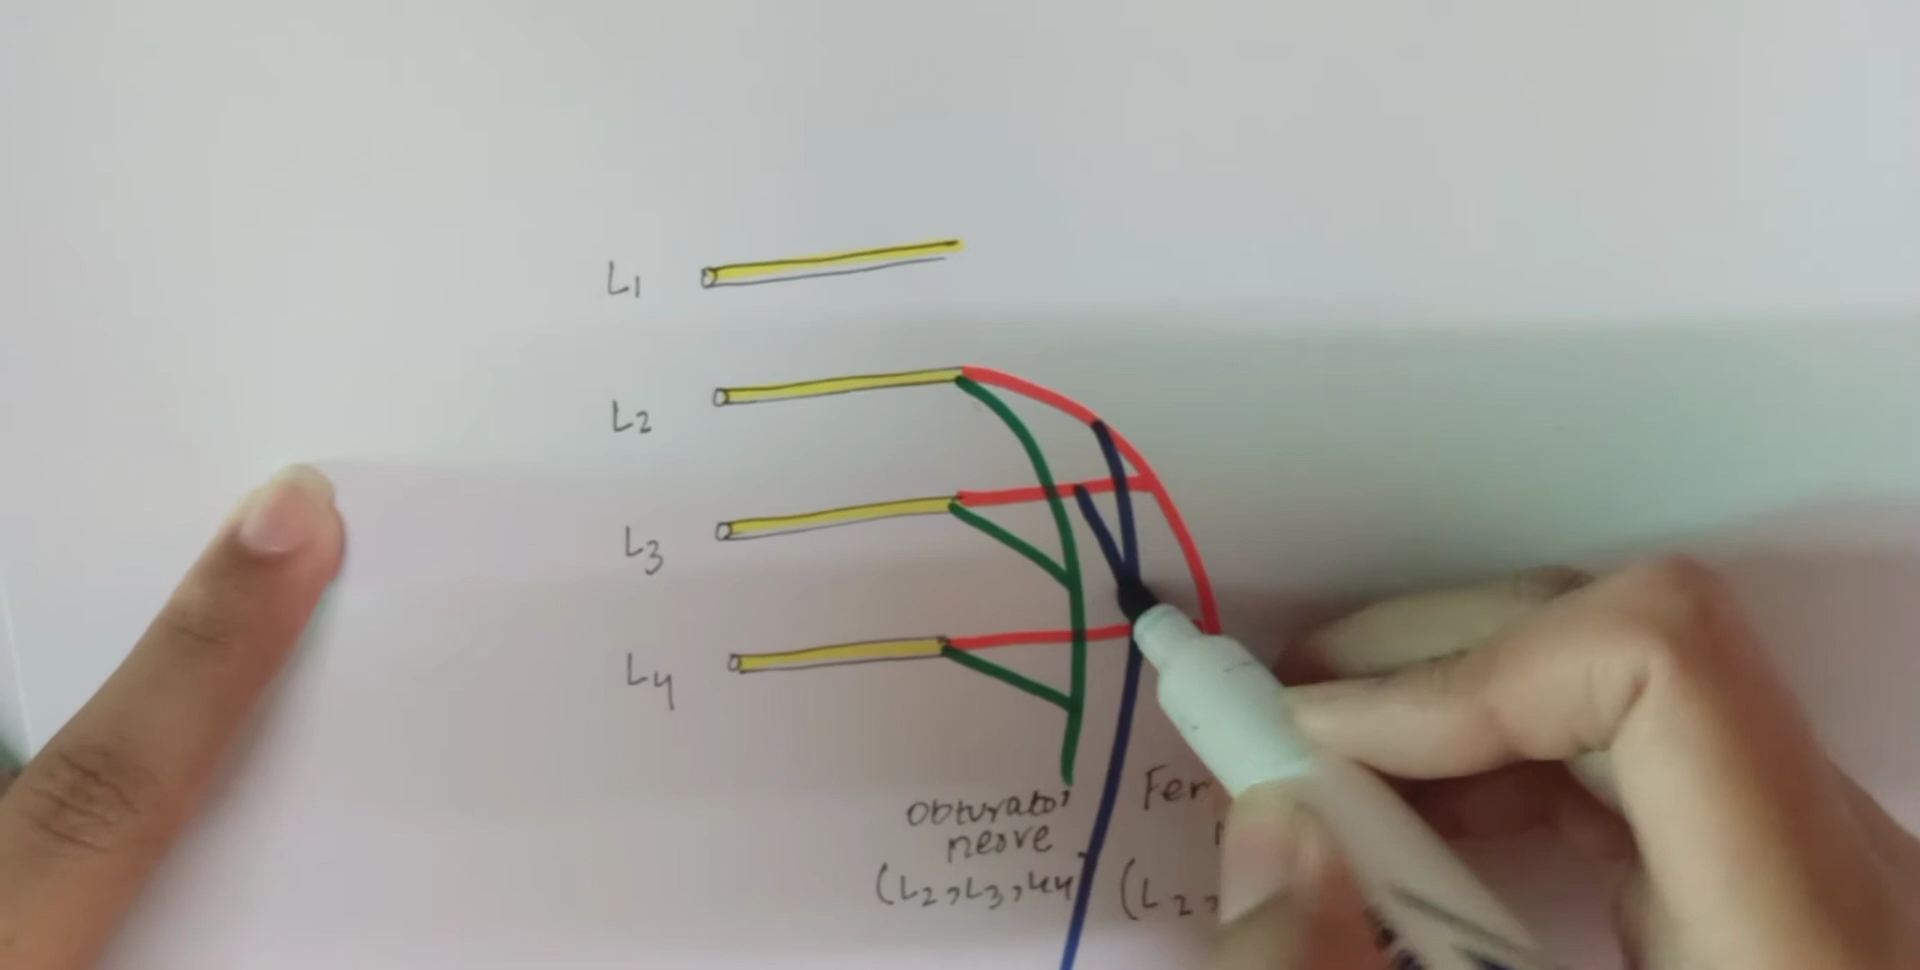 L1
L2
L3
L4
Obturator
nerve
(L2,L3,L4)
Fer
(L2,